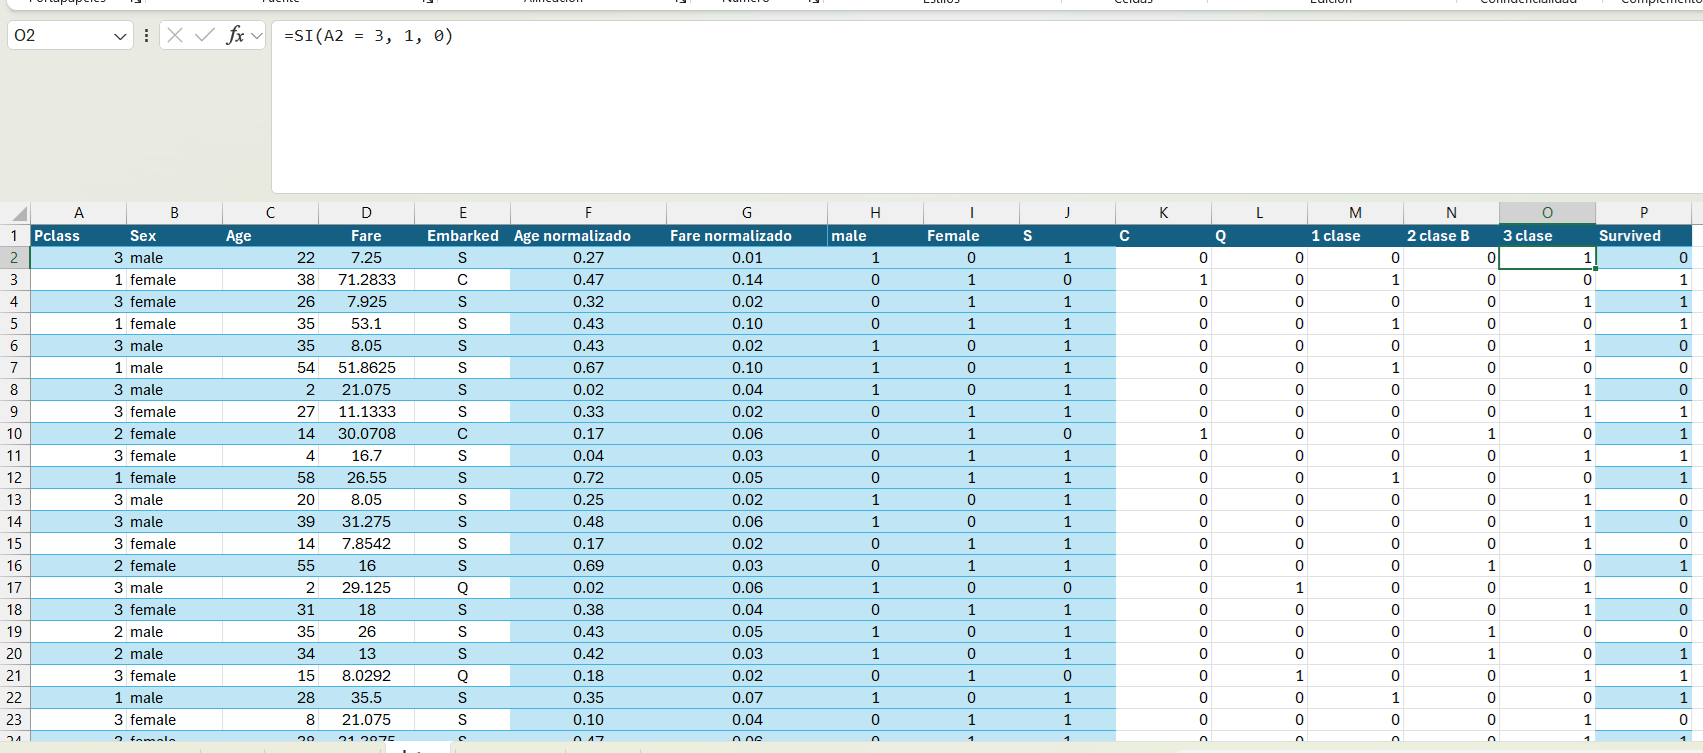 Portapapeles Fuente Alineación Número Estilos Celdas Edición Confidencialidad
O2 fx =SI(A2 = 3, 1, 0)
A B C D E F G H I J K L M N O P
1 Pclass Sex Age Fare Embarked Age normalizado Fare normalizado male Female S C Q 1 clase 2 clase B 3 clase Survived
2 3 male 22 7.25 S 0.27 0.01 1 0 1 0 0 0 0 1 0
3 1 female 38 71.2833 C 0.47 0.14 0 1 0 1 0 1 0 0 1
4 3 female 26 7.925 S 0.32 0.02 0 1 1 0 0 0 0 1 1
5 1 female 35 53.1 S 0.43 0.10 0 1 1 0 0 1 0 0 1
6 3 male 35 8.05 S 0.43 0.02 1 0 1 0 0 0 0 1 0
7 1 male 54 51.8625 S 0.67 0.10 1 0 1 0 0 1 0 0 0
8 3 male 2 21.075 S 0.02 0.04 1 0 1 0 0 0 0 1 0
9 3 female 27 11.1333 S 0.33 0.02 0 1 1 0 0 0 0 1 1
10 2 female 14 30.0708 C 0.17 0.06 0 1 0 1 0 0 1 0 1
11 3 female 4 16.7 S 0.04 0.03 0 1 1 0 0 0 0 1 1
12 1 female 58 26.55 S 0.72 0.05 0 1 1 0 0 1 0 0 1
13 3 male 20 8.05 S 0.25 0.02 1 0 1 0 0 0 0 1 0
14 3 male 39 31.275 S 0.48 0.06 1 0 1 0 0 0 0 1 0
15 3 female 14 7.8542 S 0.17 0.02 0 1 1 0 0 0 0 1 0
16 2 female 55 16 S 0.69 0.03 0 1 1 0 0 0 1 0 1
17 3 male 2 29.125 Q 0.02 0.06 1 0 0 0 1 0 0 1 0
18 3 female 31 18 S 0.38 0.04 0 1 1 0 0 0 0 1 0
19 2 male 35 26 S 0.43 0.05 1 0 1 0 0 0 1 0 0
20 2 male 34 13 S 0.42 0.03 1 0 1 0 0 0 1 0 1
21 3 female 15 8.0292 Q 0.18 0.02 0 1 0 0 1 0 0 1 1
22 1 male 28 35.5 S 0.35 0.07 1 0 1 0 0 1 0 0 1
23 3 female 8 21.075 S 0.10 0.04 0 1 1 0 0 0 0 1 0
24 3 female 38 31.3875 S 0.47 0.06 0 1 1 0 0 0 0 1 1